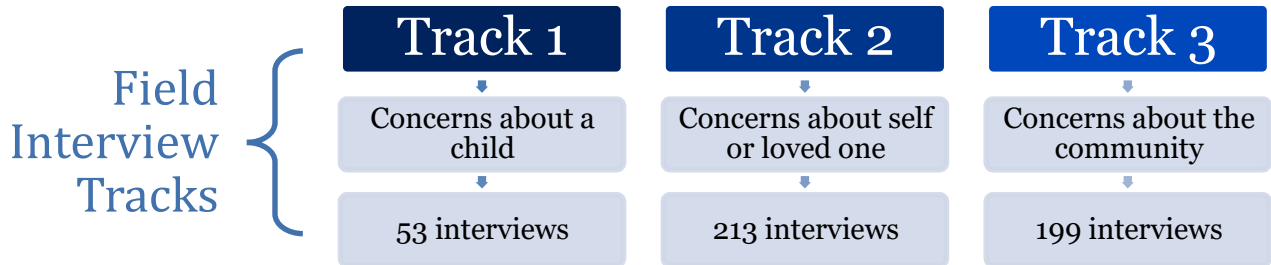 Field
Interview
Tracks
Track 1
Concerns about a
child
53 interviews
Track 2
Concerns about self
or loved one
213 interviews
Track 3
Concerns about the
community
199 interviews